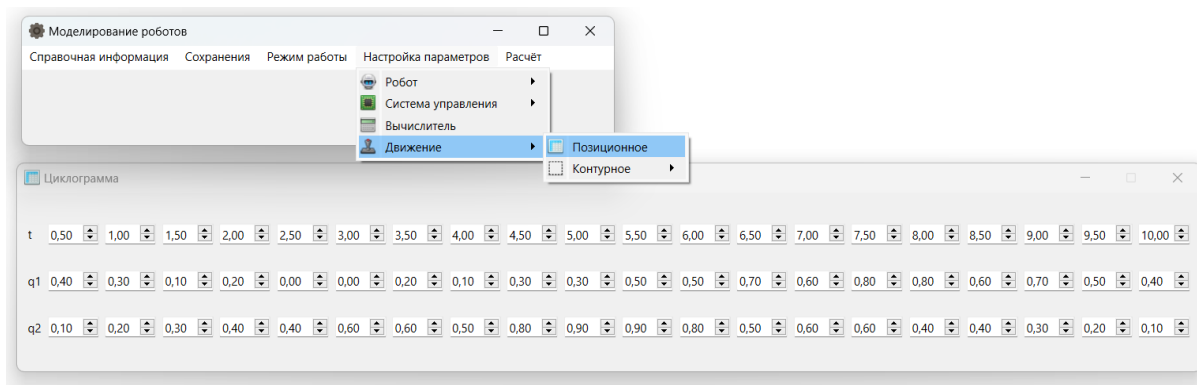 Моделирование роботов
Справочная информация Сохранения Режим работы Настройка параметров Расчёт
Робот
Система управления
Вычислитель
Движение
Позиционное
Контурное
Циклограмма
t 0,50 1,00 1,50 2,00 2,50 3,00 3,50 4,00 4,50 5,00 5,50 6,00 6,50 7,00 7,50 8,00 8,50 9,00 9,50 10,00
q1 0,40 0,30 0,10 0,20 0,00 0,00 0,20 0,10 0,30 0,30 0,50 0,50 0,70 0,60 0,80 0,80 0,60 0,70 0,50 0,40
q2 0,10 0,20 0,30 0,40 0,40 0,60 0,60 0,50 0,80 0,90 0,90 0,80 0,50 0,60 0,60 0,40 0,40 0,30 0,20 0,10